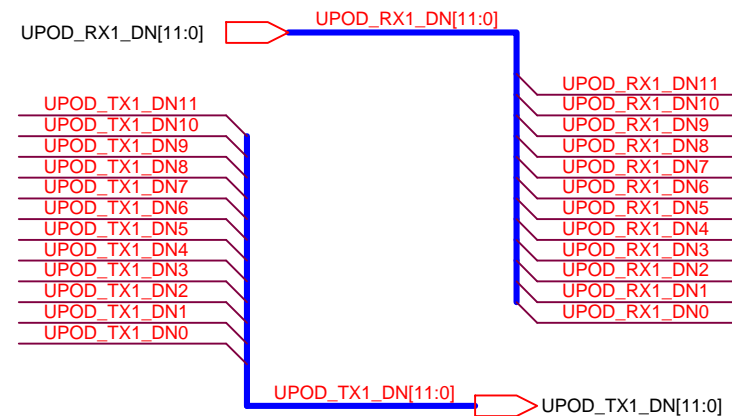 UPOD_RX1_DN[11:0]
UPOD_RX1_DN[11:0]
UPOD_TX1_DN11
UPOD_TX1_DN10
UPOD_TX1_DN9
UPOD_TX1_DN8
UPOD_TX1_DN7
UPOD_TX1_DN6
UPOD_TX1_DN5
UPOD_TX1_DN4
UPOD_TX1_DN3
UPOD_TX1_DN2
UPOD_TX1_DN1
UPOD_TX1_DN0
UPOD_RX1_DN11
UPOD_RX1_DN10
UPOD_RX1_DN9
UPOD_RX1_DN8
UPOD_RX1_DN7
UPOD_RX1_DN6
UPOD_RX1_DN5
UPOD_RX1_DN4
UPOD_RX1_DN3
UPOD_RX1_DN2
UPOD_RX1_DN1
UPOD_RX1_DN0
UPOD_TX1_DN[11:0]
UPOD_TX1_DN[11:0]